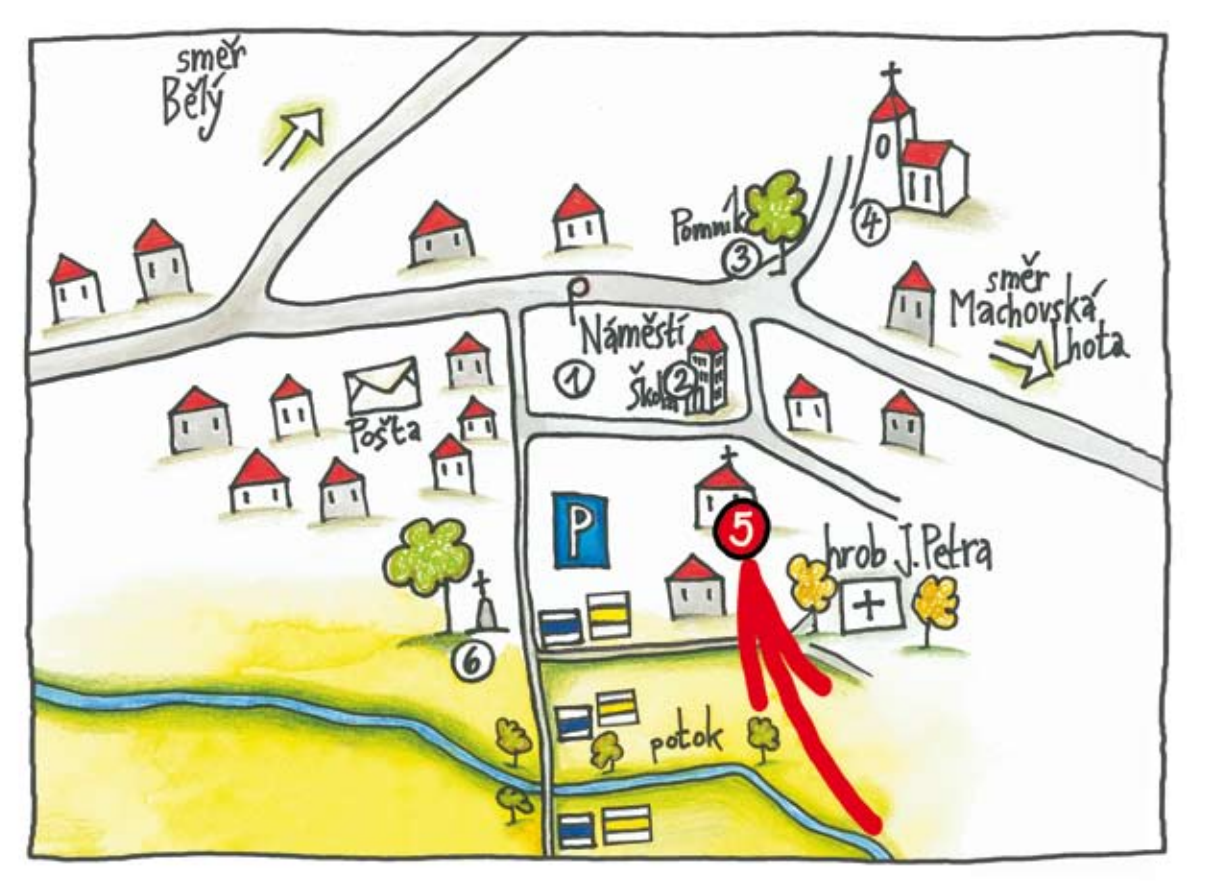 směr
Bělý
Pomník
3
4
směr
Machovská
Lhota
Náměstí
1
Škola
2
Pošta
P
5
hrob J. Petra
6
potok